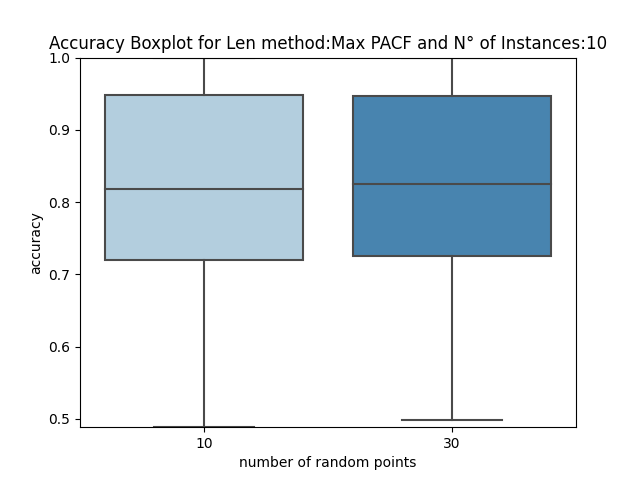 Accuracy Boxplot for Len method:Max PACF and N° of Instances:10
1.0
0.9
0.8
0.7
0.6
0.5
accuracy
10 30
number of random points